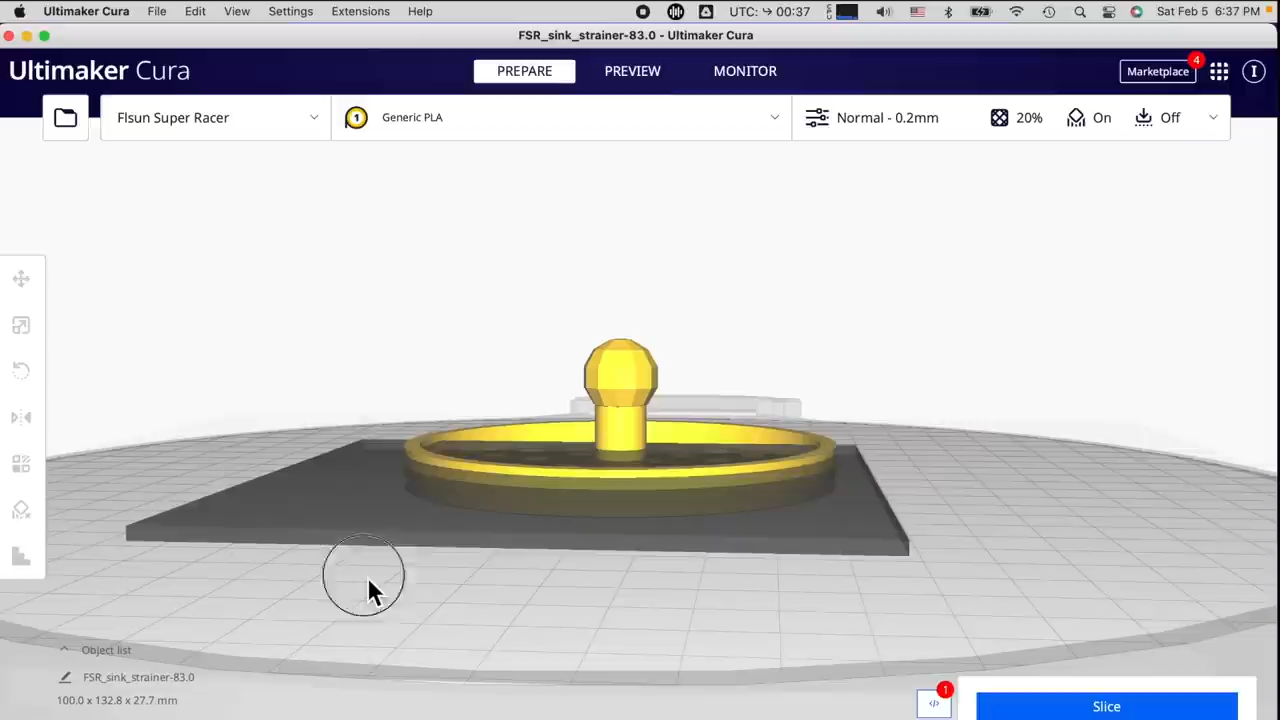 Ultimaker Cura File Edit View Settings Extensions Help UTC: ↪ 00:37 Sat Feb 5 6:37 PM
FSR_sink_strainer-83.0 - Ultimaker Cura
Ultimaker Cura PREPARE PREVIEW MONITOR Marketplace 4 I
Flsun Super Racer 1 Generic PLA Normal - 0.2mm 20% On Off
Object list
FSR_sink_strainer-83.0
100.0 x 132.8 x 27.7 mm
</> 1 Slice